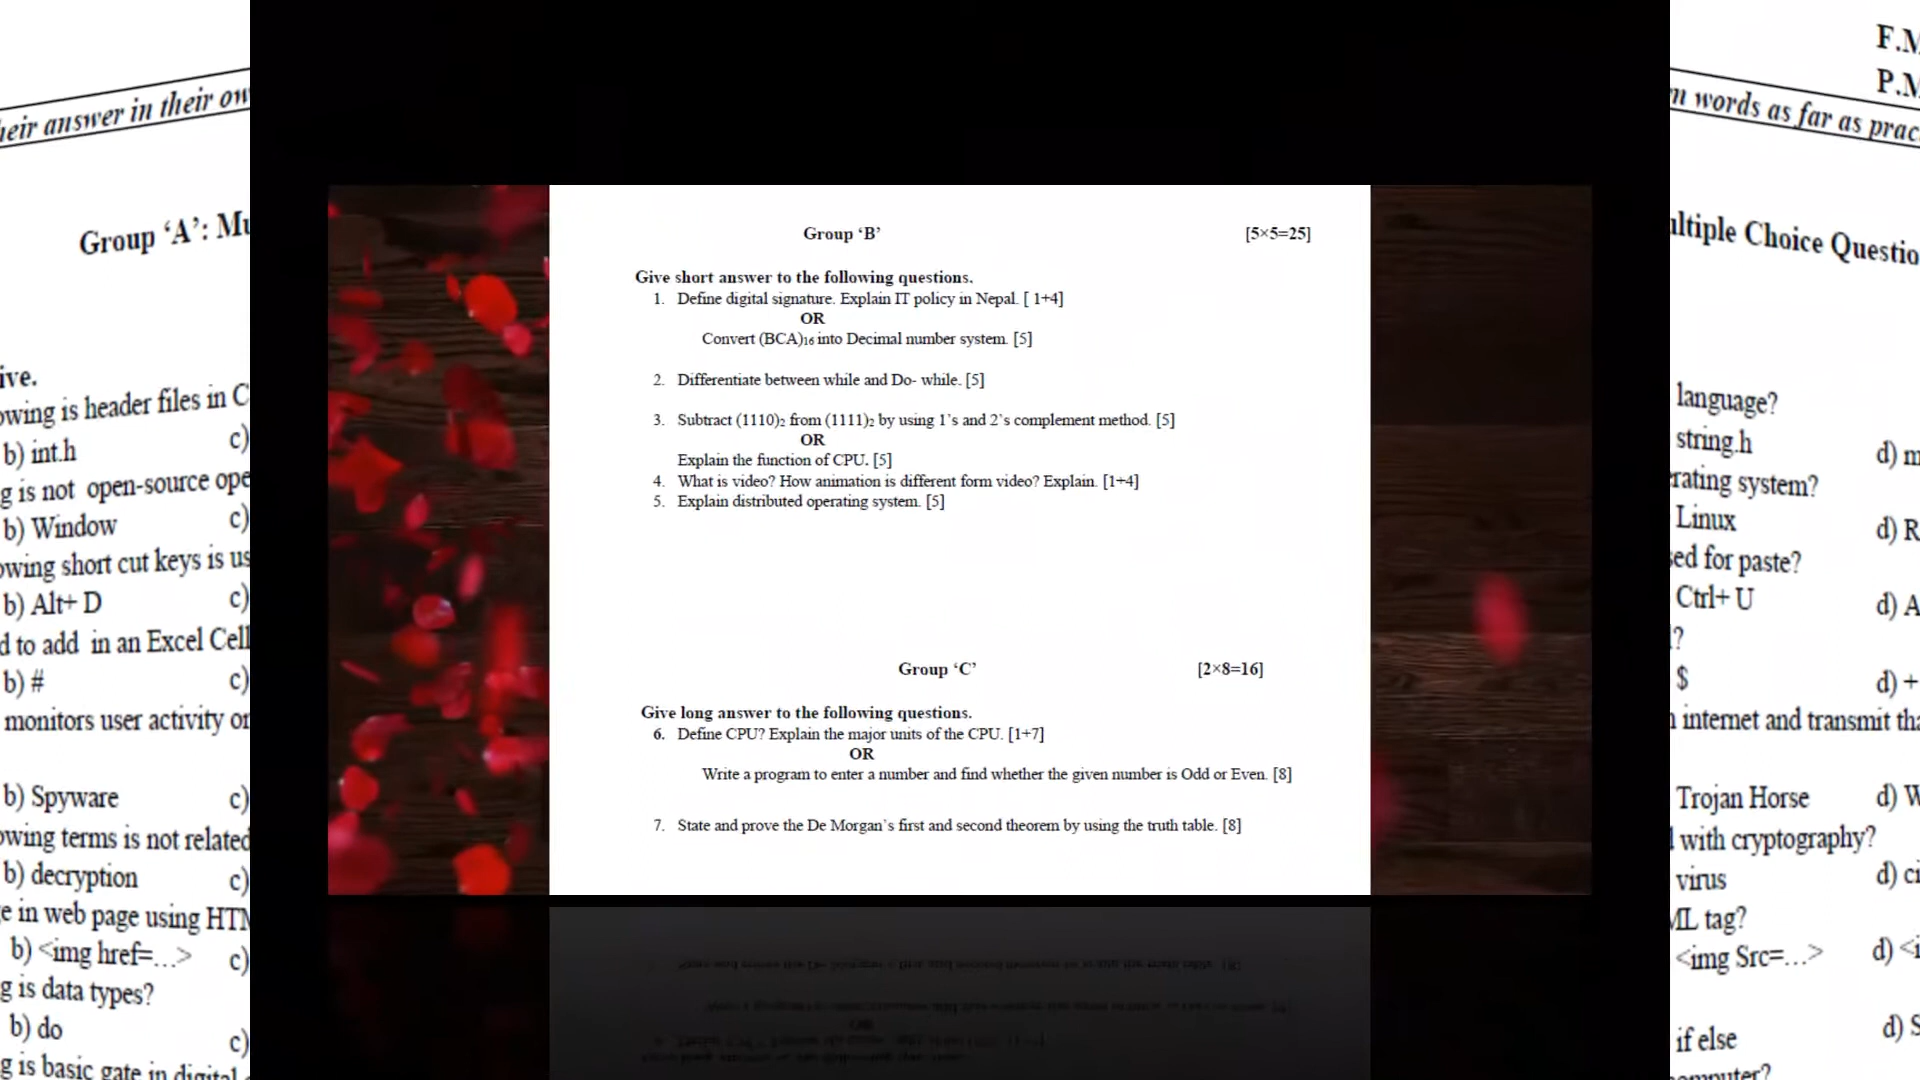 F.M
P.M
heir answer in their ow
n words as far as prac
Group ‘A’: Mu
ultiple Choice Questio
ive.
owing is header files in C
language?
b) int.h
c)
string.h
d) m
g is not open-source ope
rating system?
b) Window
c)
Linux
d) R
owing short cut keys is us
sed for paste?
b) Alt+ D
c)
Ctrl+ U
d) A
d to add in an Excel Cell
?
b) #
c)
$
d) +
monitors user activity on
n internet and transmit tha
b) Spyware
c)
Trojan Horse
d) W
owing terms is not related
d with cryptography?
b) decryption
c)
virus
d) ci
e in web page using HTM
ML tag?
b) <img href=...>
c)
<img Src=...>
d) <i
g is data types?
b) do
c)
if else
d) S
g is basic gate in digital
omputer?
Group ‘B’ [5×5=25]
Give short answer to the following questions.
1. Define digital signature. Explain IT policy in Nepal. [ 1+4]
OR
Convert (BCA)₁₆ into Decimal number system. [5]
2. Differentiate between while and Do- while. [5]
3. Subtract (1110)₂ from (1111)₂ by using 1’s and 2’s complement method. [5]
OR
Explain the function of CPU. [5]
4. What is video? How animation is different form video? Explain. [1+4]
5. Explain distributed operating system. [5]
Group ‘C’ [2×8=16]
Give long answer to the following questions.
6. Define CPU? Explain the major units of the CPU. [1+7]
OR
Write a program to enter a number and find whether the given number is Odd or Even. [8]
7. State and prove the De Morgan’s first and second theorem by using the truth table. [8]